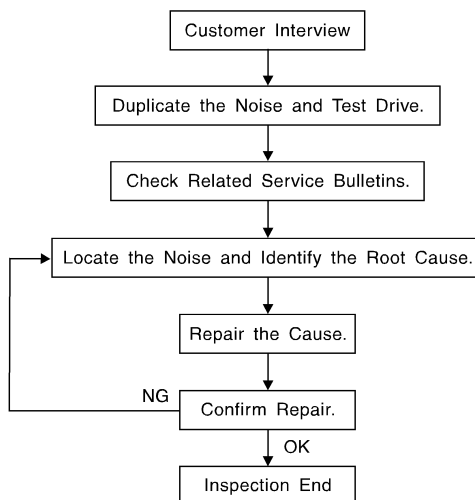 Customer Interview
Duplicate the Noise and Test Drive.
Check Related Service Bulletins.
Locate the Noise and Identify the Root Cause.
Repair the Cause.
NG
Confirm Repair.
OK
Inspection End